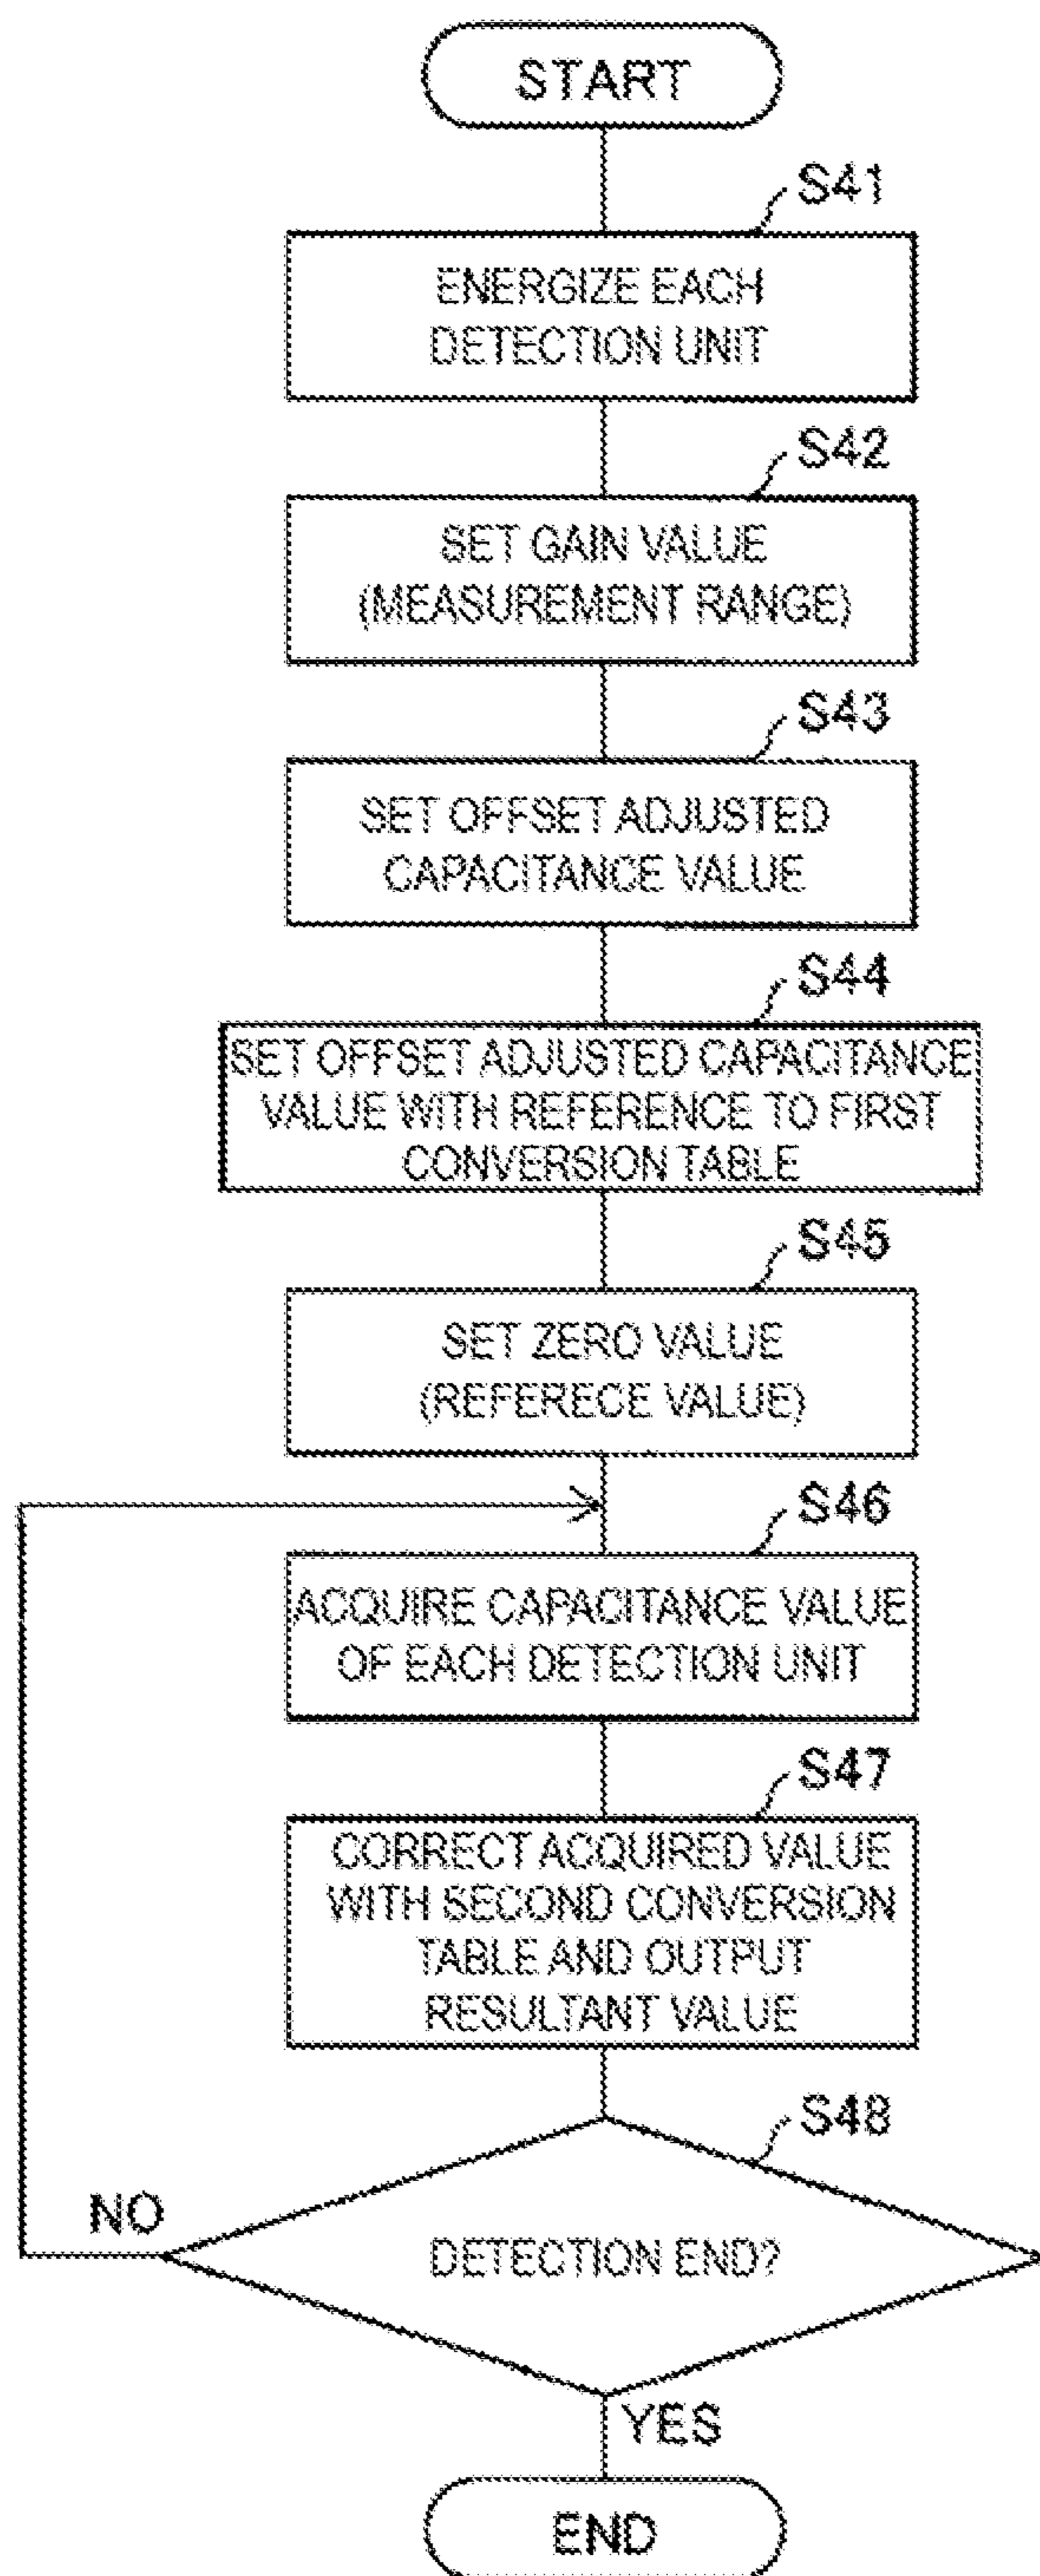 START
S41
ENERGIZE EACH
DETECTION UNIT
S42
SET GAIN VALUE
(MEASUREMENT RANGE)
S43
SET OFFSET ADJUSTED
CAPACITANCE VALUE
S44
SET OFFSET ADJUSTED CAPACITANCE
VALUE WITH REFERENCE TO FIRST
CONVERSION TABLE
S45
SET ZERO VALUE
(REFERECE VALUE)
S46
ACQUIRE CAPACITANCE VALUE
OF EACH DETECTION UNIT
S47
CORRECT ACQUIRED VALUE
WITH SECOND CONVERSION
TABLE AND OUTPUT
RESULTANT VALUE
S48
NO
DETECTION END?
YES
END